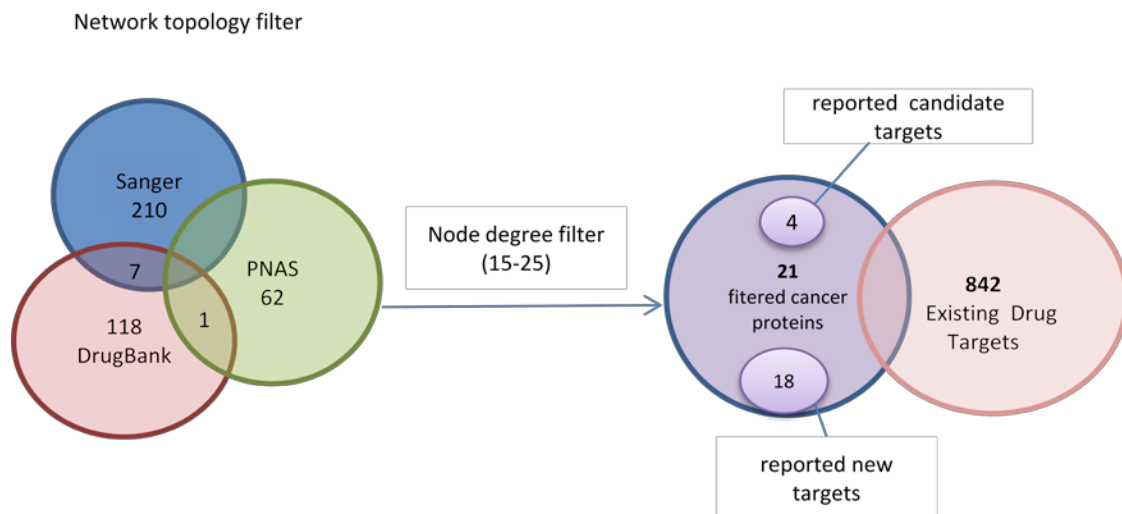 Network topology filter
Sanger
210
7
PNAS
62
118
DrugBank
1
Node degree filter
(15-25)
reported candidate
targets
4
21
fitered cancer
proteins
18
842
Existing Drug
Targets
reported new
targets